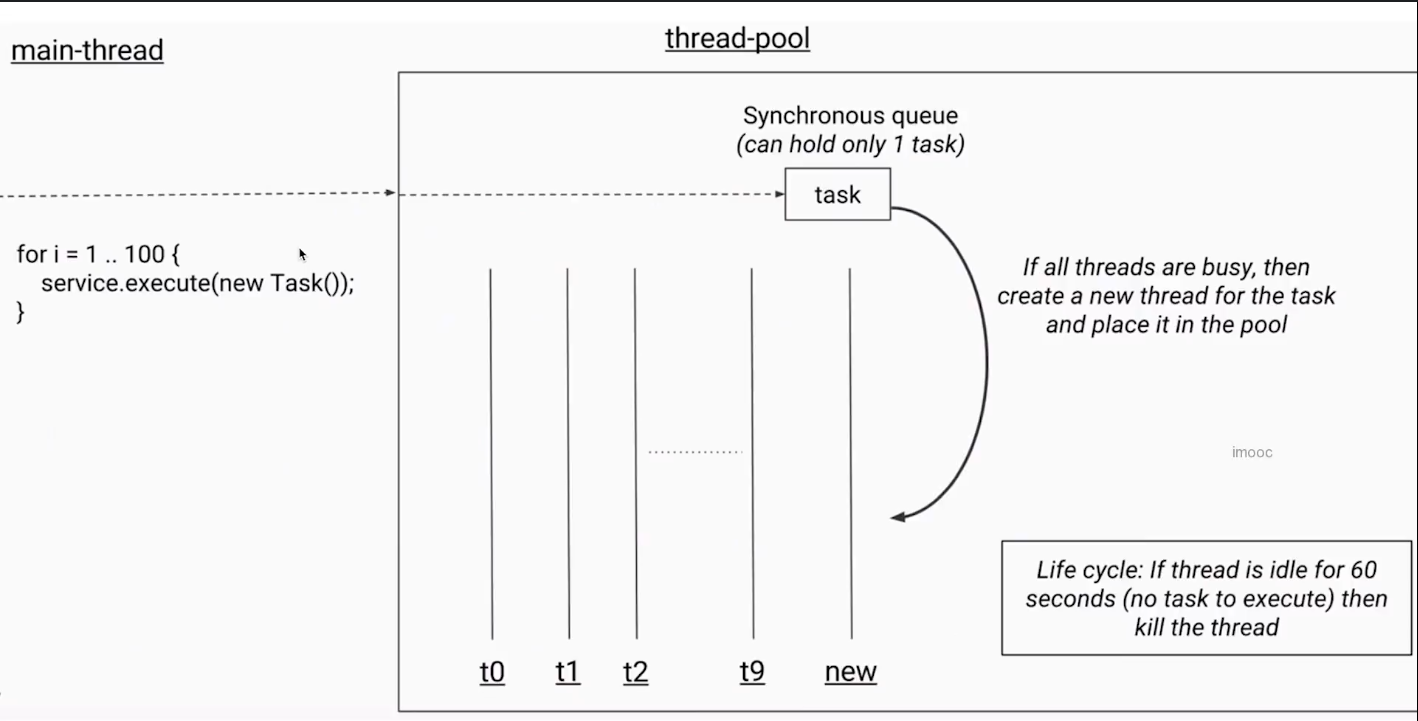 main-thread
thread-pool
Synchronous queue
(can hold only 1 task)
task
for i = 1 .. 100 {
service.execute(new Task());
}
If all threads are busy, then
create a new thread for the task
and place it in the pool
imooc
Life cycle: If thread is idle for 60
seconds (no task to execute) then
kill the thread
t0
t1
t2
t9
new